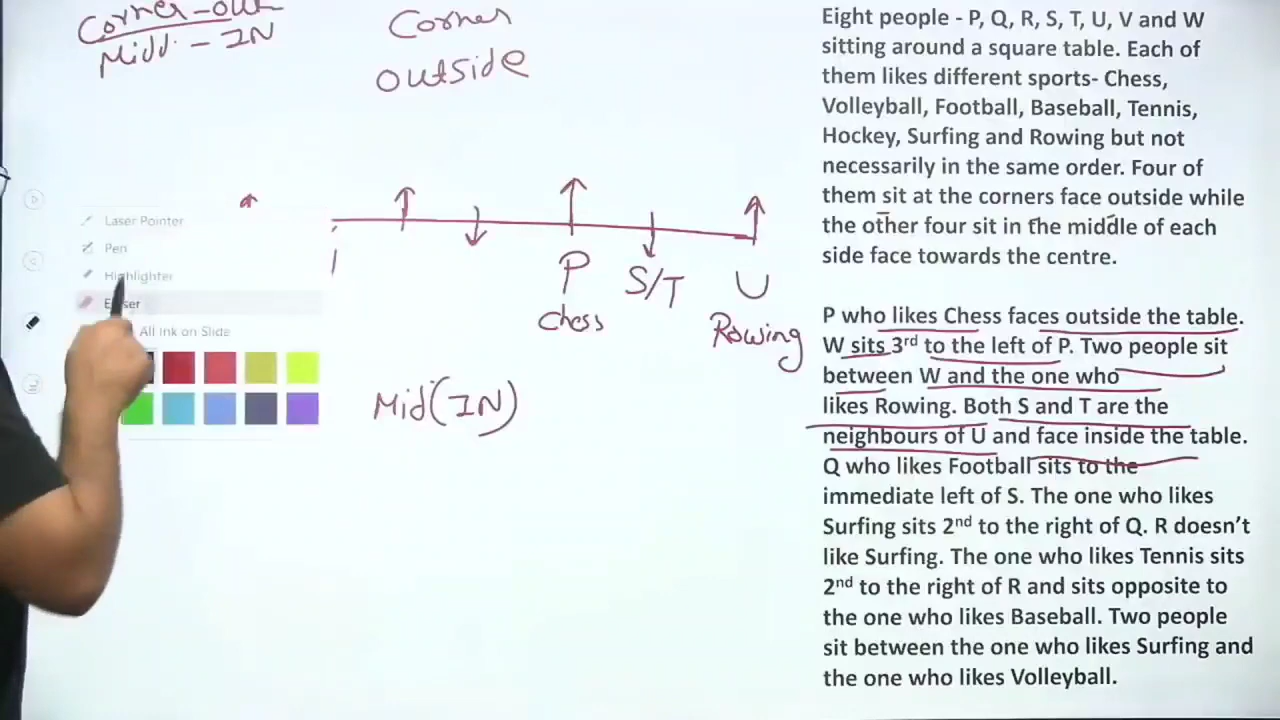 Corner-out
Midd. - IN
Corner
outside
P
S/T
U
Chess
Rowing
Mid(IN)
Laser Pointer
Pen
Highlighter
Eraser
All Ink on Slide
Eight people - P, Q, R, S, T, U, V and W
sitting around a square table. Each of
them likes different sports- Chess,
Volleyball, Football, Baseball, Tennis,
Hockey, Surfing and Rowing but not
necessarily in the same order. Four of
them sit at the corners face outside while
the other four sit in the middle of each
side face towards the centre.
P who likes Chess faces outside the table.
W sits 3rd to the left of P. Two people sit
between W and the one who
likes Rowing. Both S and T are the
neighbours of U and face inside the table.
Q who likes Football sits to the
immediate left of S. The one who likes
Surfing sits 2nd to the right of Q. R doesn’t
like Surfing. The one who likes Tennis sits
2nd to the right of R and sits opposite to
the one who likes Baseball. Two people
sit between the one who likes Surfing and
the one who likes Volleyball.